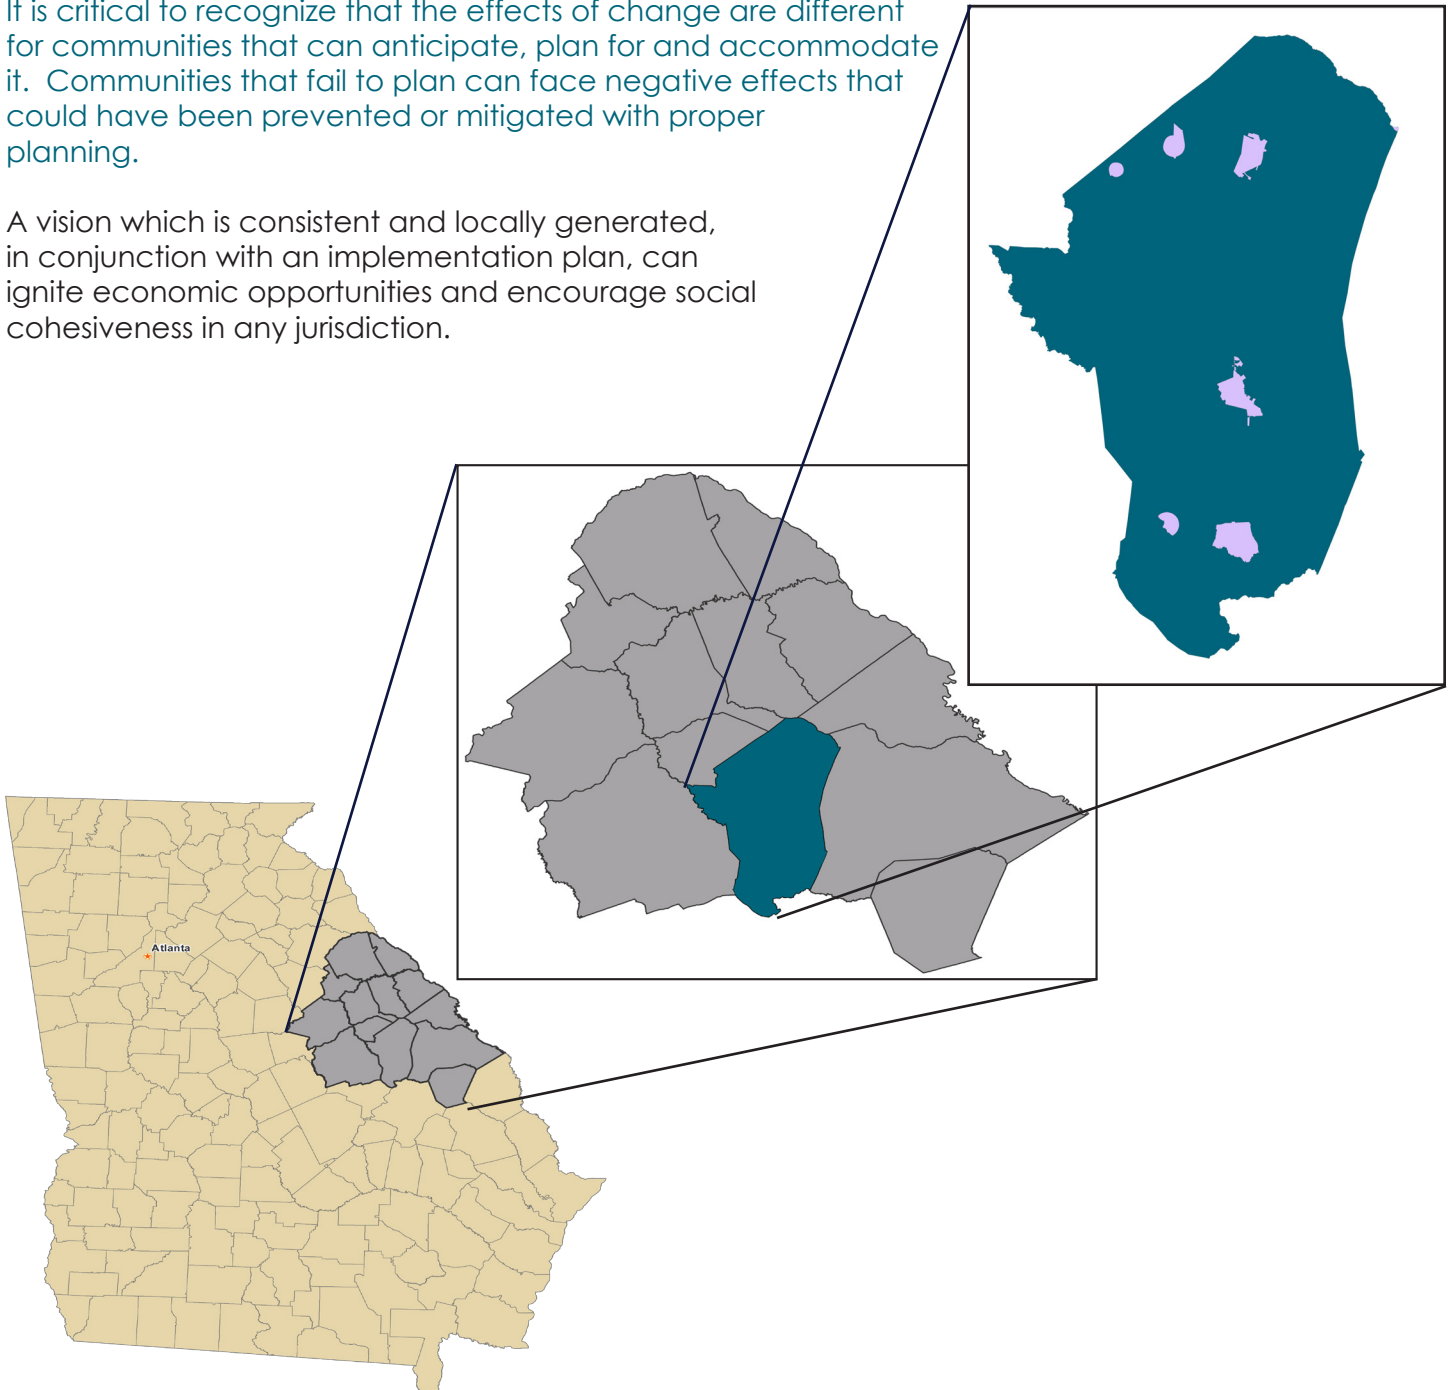 It is critical to recognize that the effects of change are different
for communities that can anticipate, plan for and accommodate
it.  Communities that fail to plan can face negative effects that
could have been prevented or mitigated with proper
planning.
A vision which is consistent and locally generated,
in conjunction with an implementation plan, can
ignite economic opportunities and encourage social
cohesiveness in any jurisdiction.
Atlanta